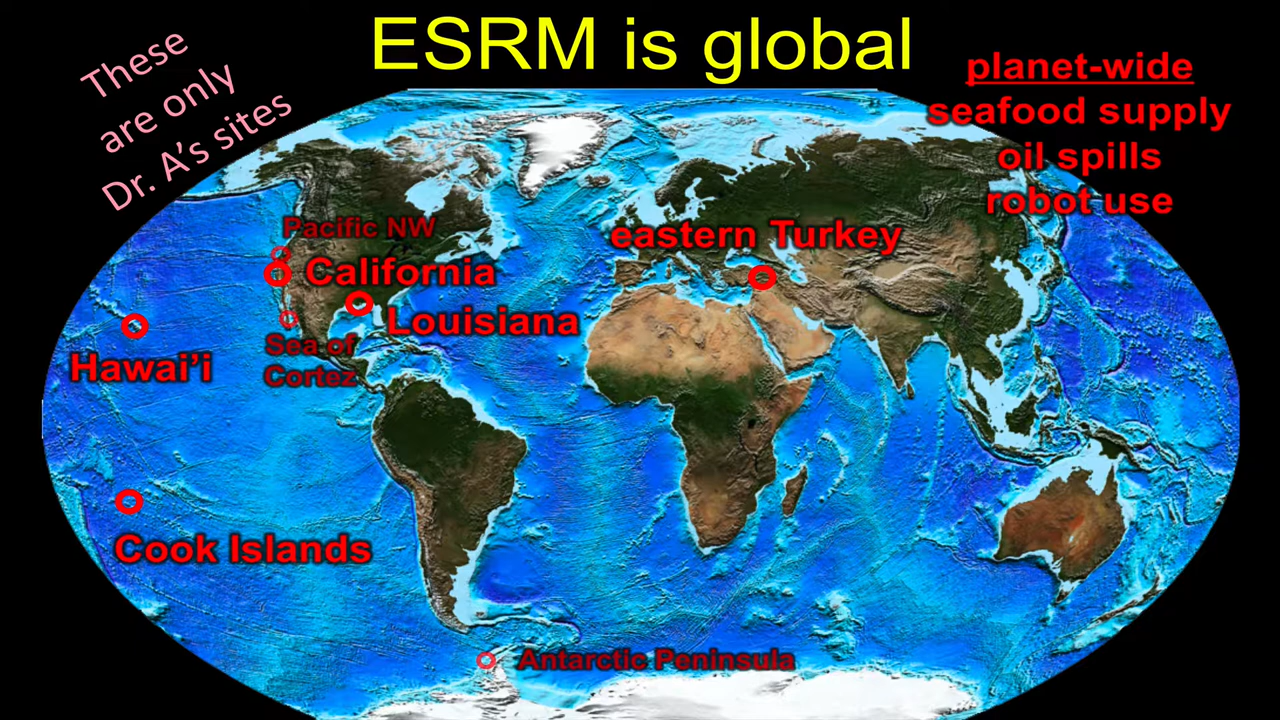 ESRM is global
These
are only
Dr. A's sites
planet-wide
seafood supply
oil spills
robot use
Pacific NW
eastern Turkey
California
Louisiana
Sea of
Cortez
Hawai'i
Cook Islands
Antarctic Peninsula